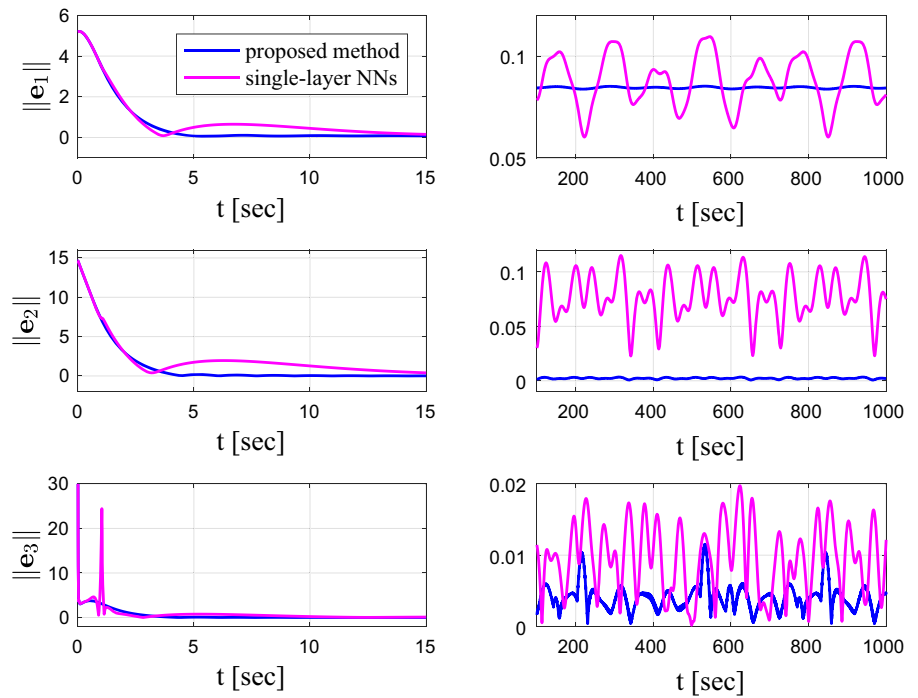 6
4
2
0
||e1||
proposed method
single-layer NNs
0 5 10 15
t [sec]
0.1
0.05
200 400 600 800 1000
t [sec]
15
10
5
0
||e2||
0 5 10 15
t [sec]
0.1
0.05
0
200 400 600 800 1000
t [sec]
30
20
10
0
||e3||
0 5 10 15
t [sec]
0.02
0.01
0
200 400 600 800 1000
t [sec]